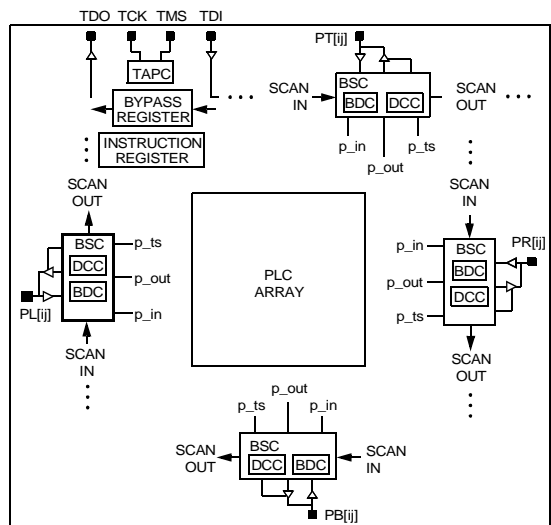 TDO TCK TMS TDI
TAPC
BYPASS
REGISTER
INSTRUCTION
REGISTER
PT[ij]
SCAN
IN
BSC
BDC DCC
SCAN
OUT
p_in
p_out
p_ts
SCAN
IN
p_in
p_out
p_ts
BSC
BDC
DCC
PR[ij]
SCAN
OUT
SCAN
OUT
BSC
DCC
BDC
p_ts
p_out
p_in
PL[ij]
SCAN
IN
PLC
ARRAY
p_out
p_ts p_in
SCAN
OUT
BSC
DCC BDC
SCAN
IN
PB[ij]